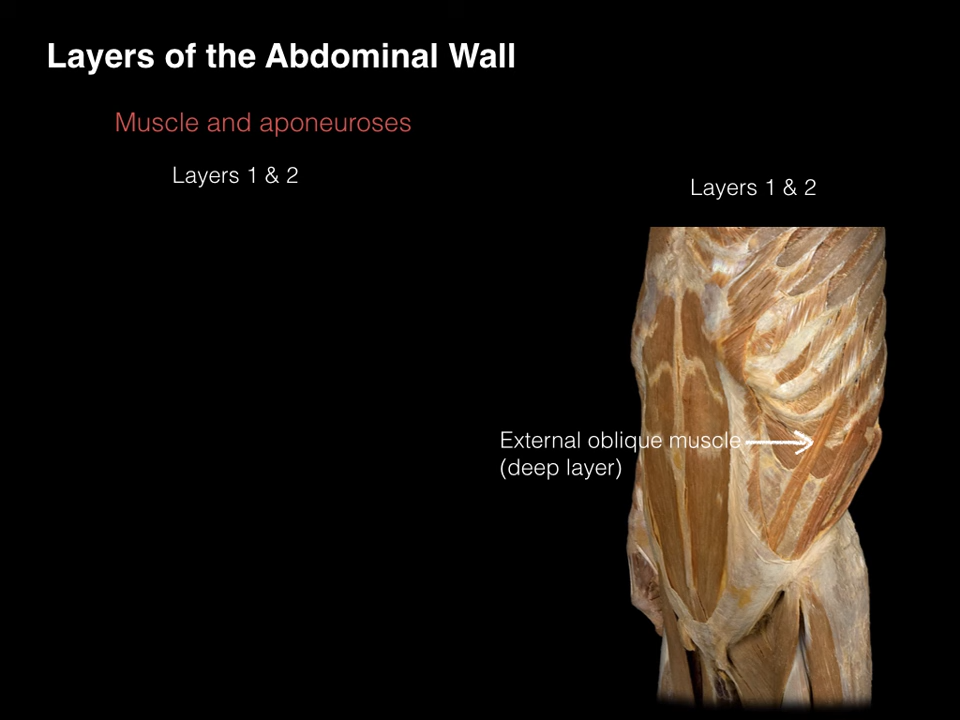 Layers of the Abdominal Wall
Muscle and aponeuroses
Layers 1 & 2
Layers 1 & 2
External oblique muscle
(deep layer)